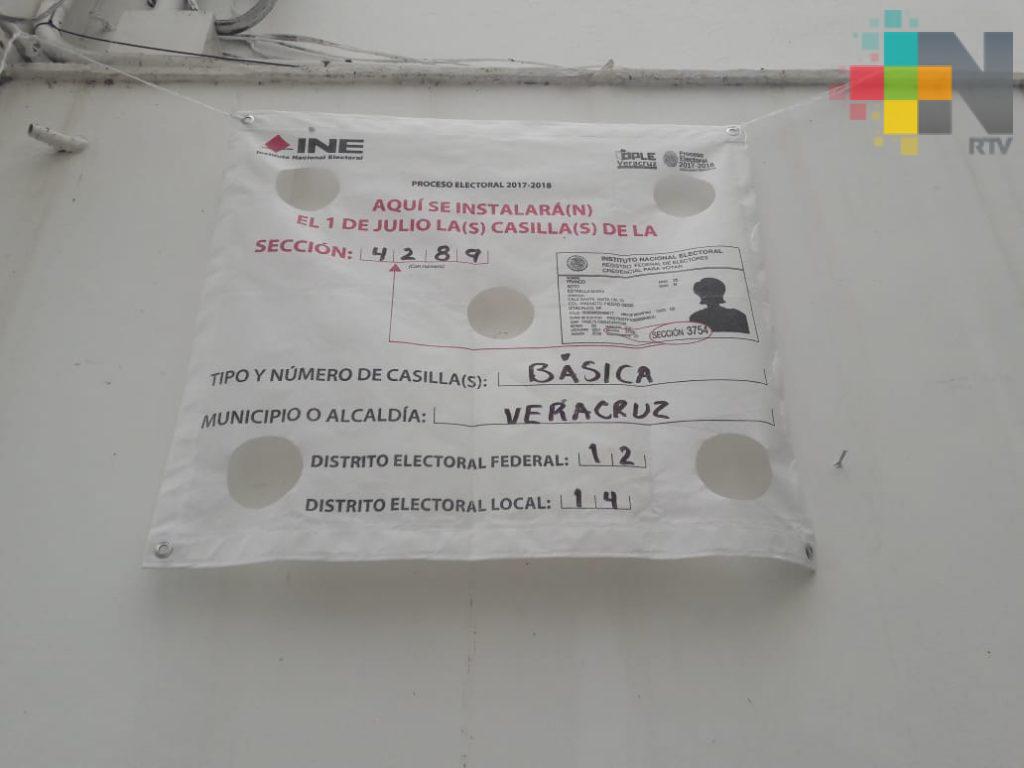 INE
Instituto Nacional Electoral
OPLE
Veracruz
Proceso
Electoral
2017-2018
PROCESO ELECTORAL 2017-2018
AQUÍ SE INSTALARÁ(N)
EL 1 DE JULIO LA(S) CASILLA(S) DE LA
SECCIÓN: 4289
(Con número)
INSTITUTO NACIONAL ELECTORAL
REGISTRO FEDERAL DE ELECTORES
CREDENCIAL PARA VOTAR
SECCIÓN 3754
TIPO Y NÚMERO DE CASILLA(S): BÁSICA
MUNICIPIO O ALCALDÍA: VERACRUZ
DISTRITO ELECTORAL FEDERAL: 12
DISTRITO ELECTORAL LOCAL: 14
N
RTV